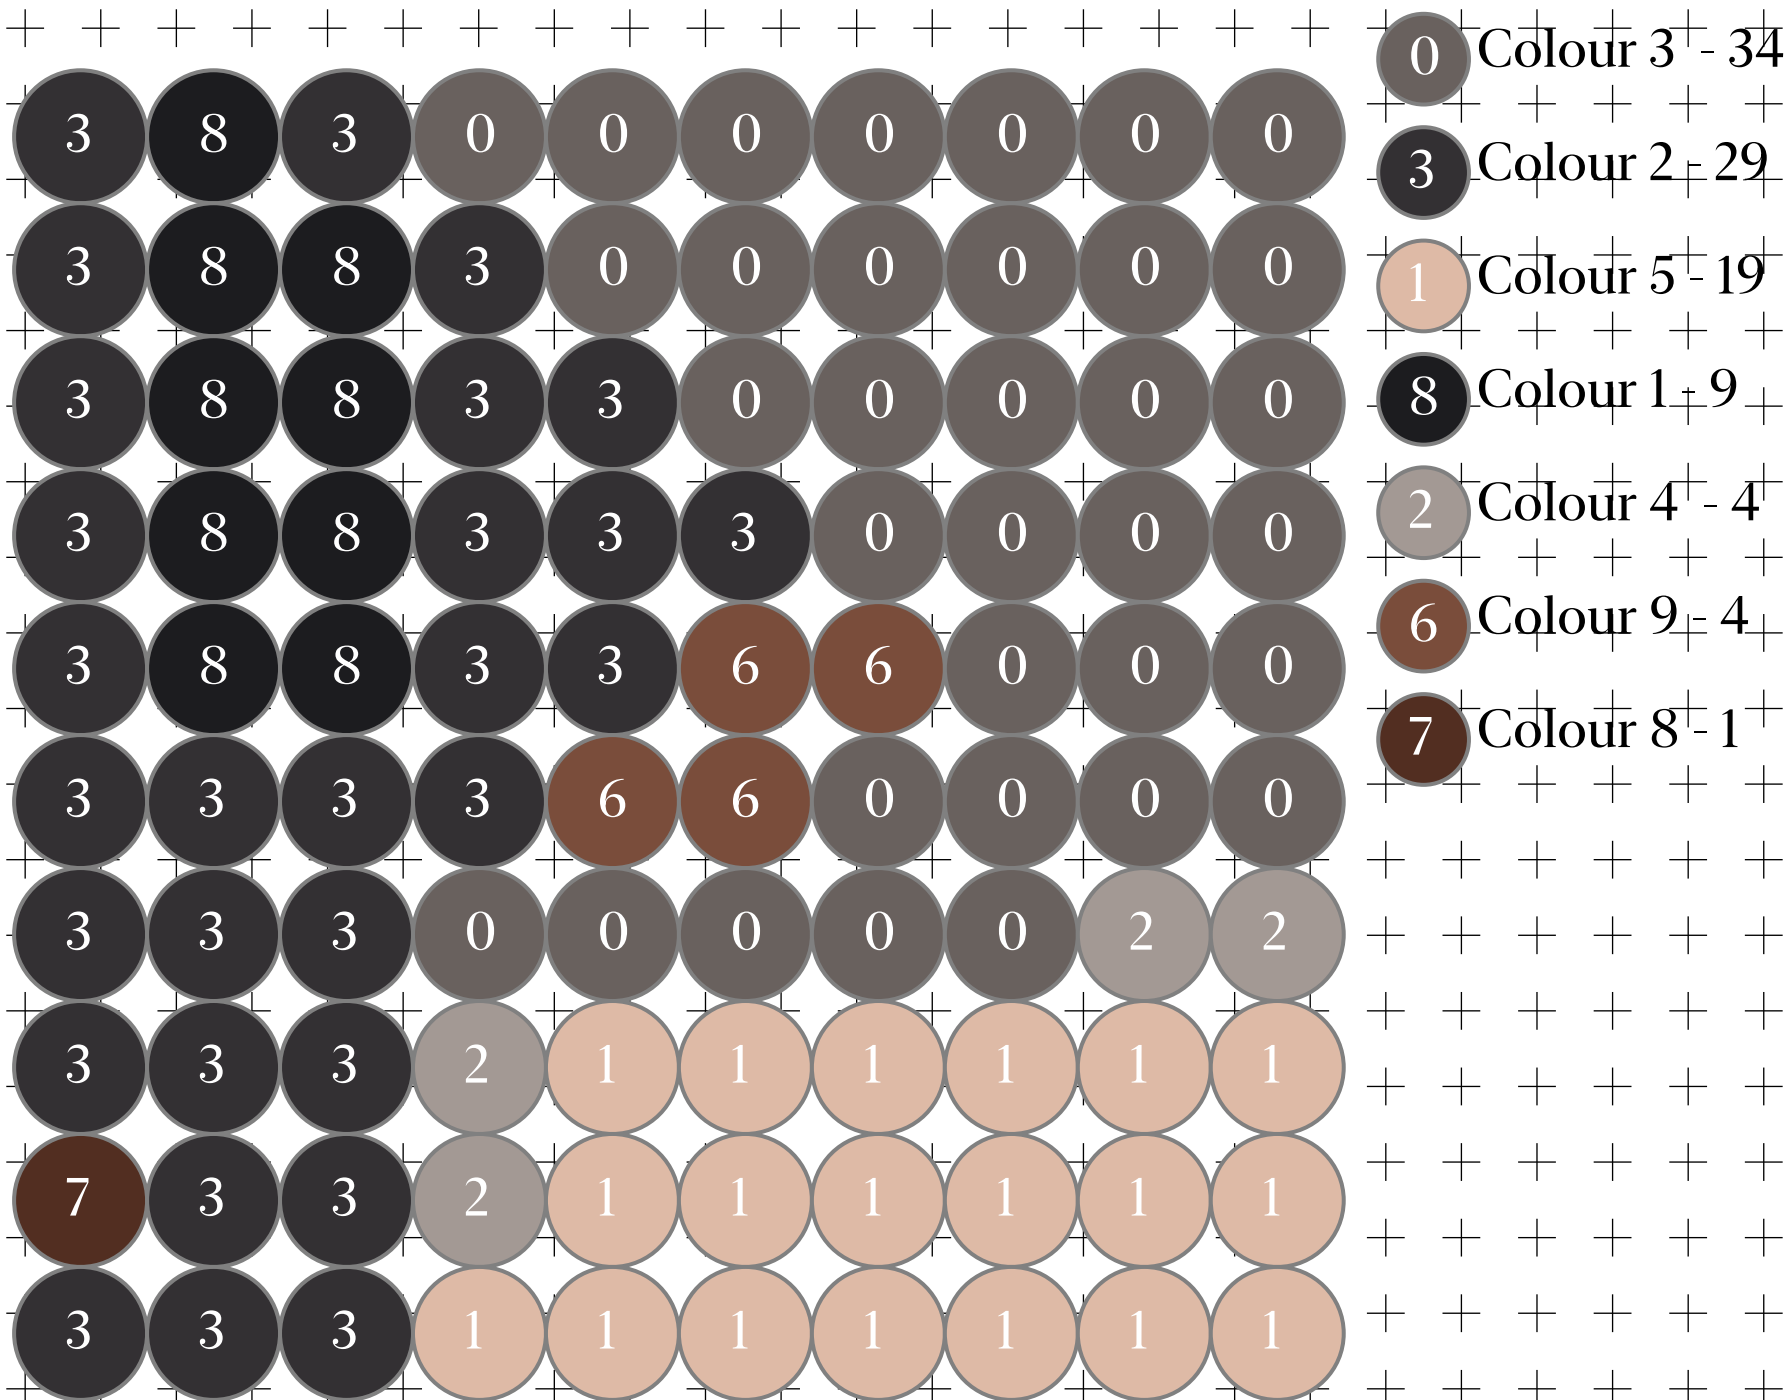 3 8 3 0 0 0 0 0 0 0
3 8 8 3 0 0 0 0 0 0
3 8 8 3 3 0 0 0 0 0
3 8 8 3 3 3 0 0 0 0
3 8 8 3 3 6 6 0 0 0
3 3 3 3 6 6 0 0 0 0
3 3 3 0 0 0 0 0 2 2
3 3 3 2 1 1 1 1 1 1
7 3 3 2 1 1 1 1 1 1
3 3 3 1 1 1 1 1 1 1
0 Colour 3 - 34
3 Colour 2 - 29
1 Colour 5 - 19
8 Colour 1 - 9
2 Colour 4 - 4
6 Colour 9 - 4
7 Colour 8 - 1